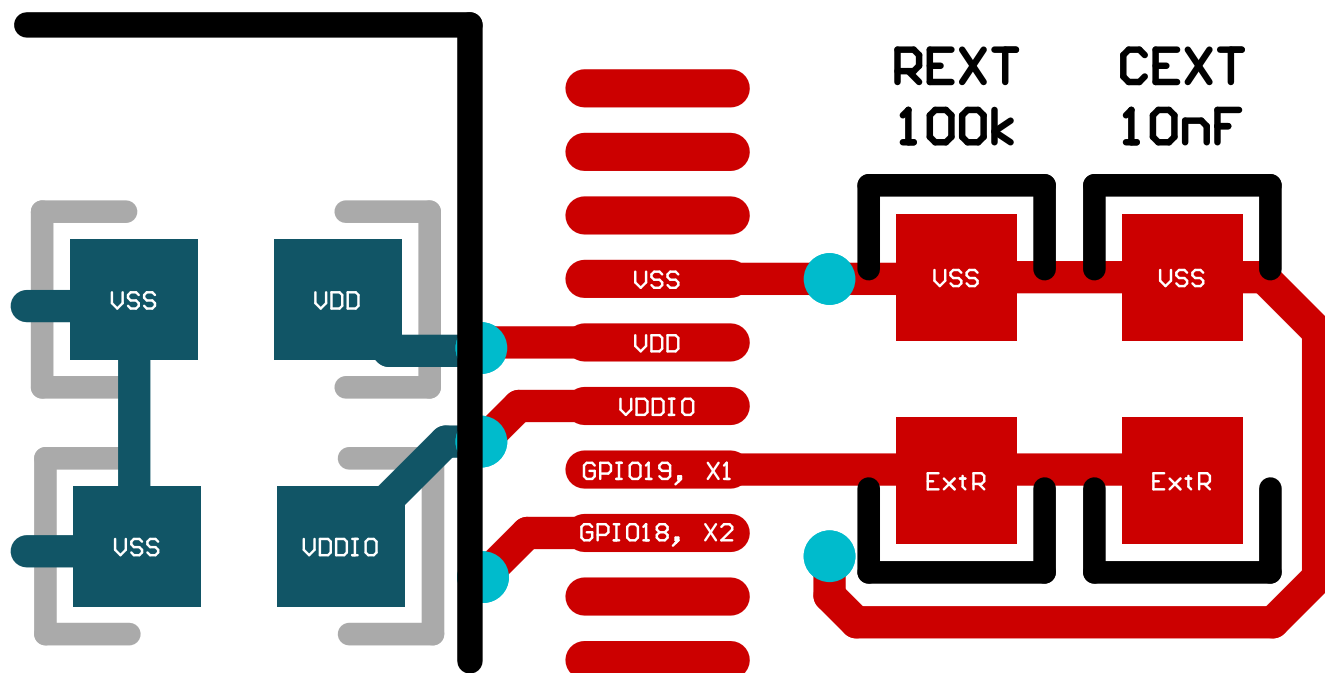 REXT
100k
CEXT
10nF
VSS
VDD
VSS
VDDIO
VSS
VDD
VDDIO
GPIO19, X1
GPIO18, X2
VSS
VSS
ExtR
ExtR